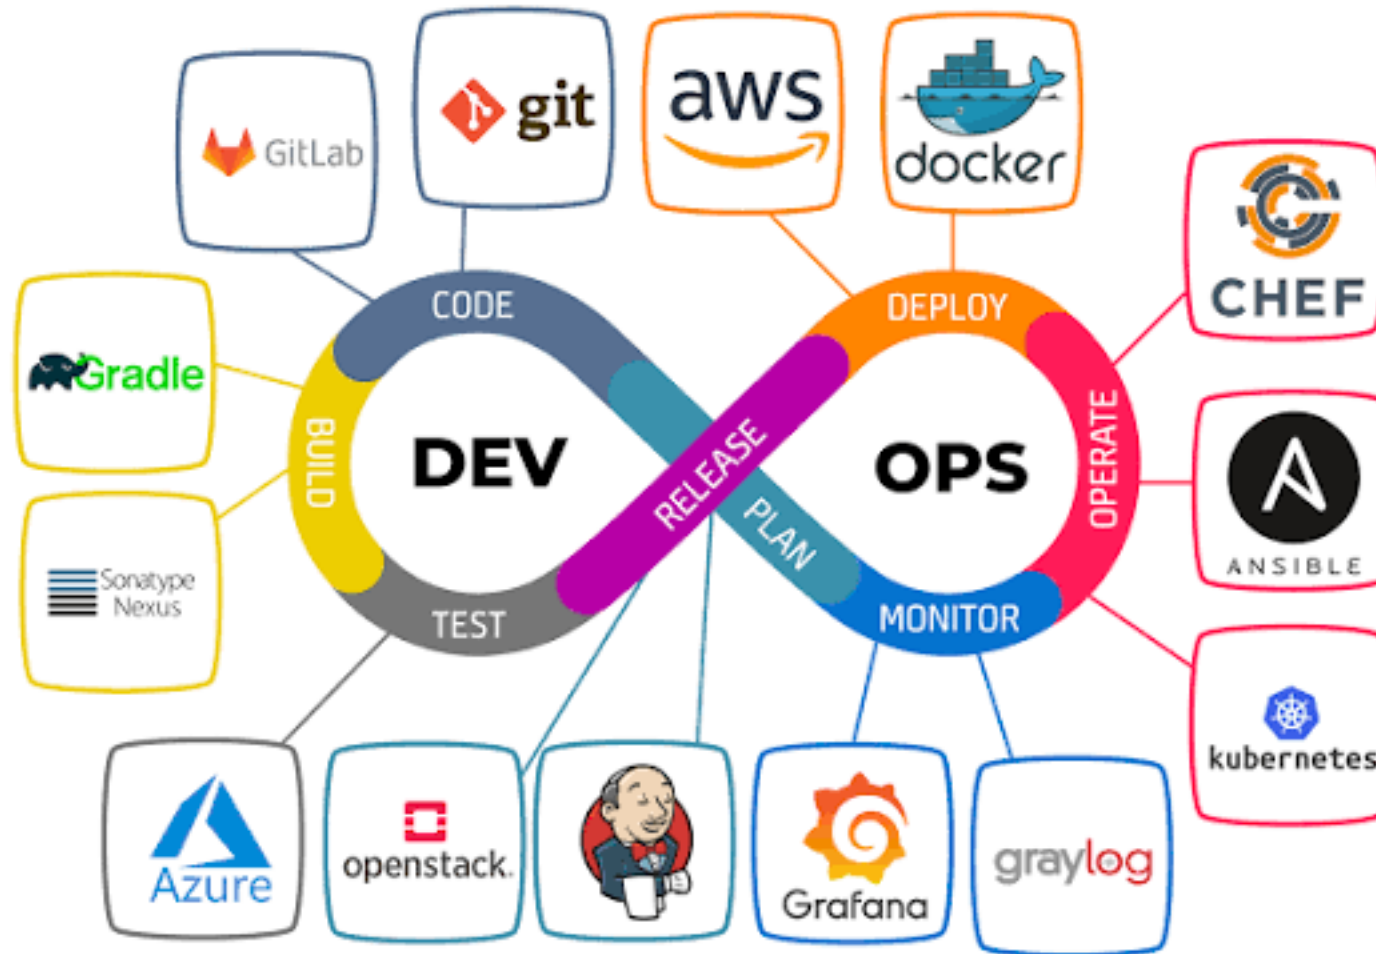 GitLab
git
aws
docker
CHEF
Gradle
CODE
DEPLOY
BUILD
DEV
RELEASE
OPS
OPERATE
ANSIBLE
PLAN
Sonatype
Nexus
TEST
MONITOR
kubernetes
Azure
openstack.
Grafana
graylog